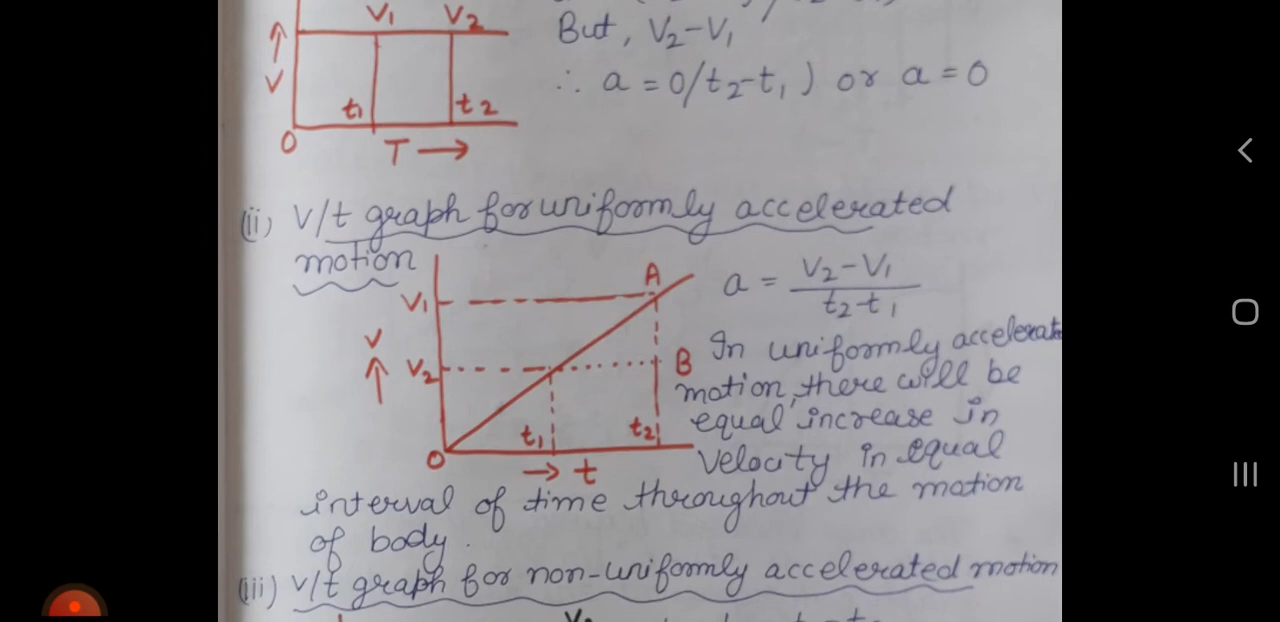 V1 V2
But, V2-V1
V
∴ a = 0/t2-t1) or a = 0
t1 t2
O
T →
(ii) V/t graph for uniformly accelerated
motion
A
a = V2-V1 / t2-t1
V1
V
In uniformly accelerat
V2
B
motion, there will be
equal increase in
t1 t2
velocity in equal
O
→ t
interval of time throughout the motion
of body.
(iii) V/t graph for non-uniformly accelerated motion